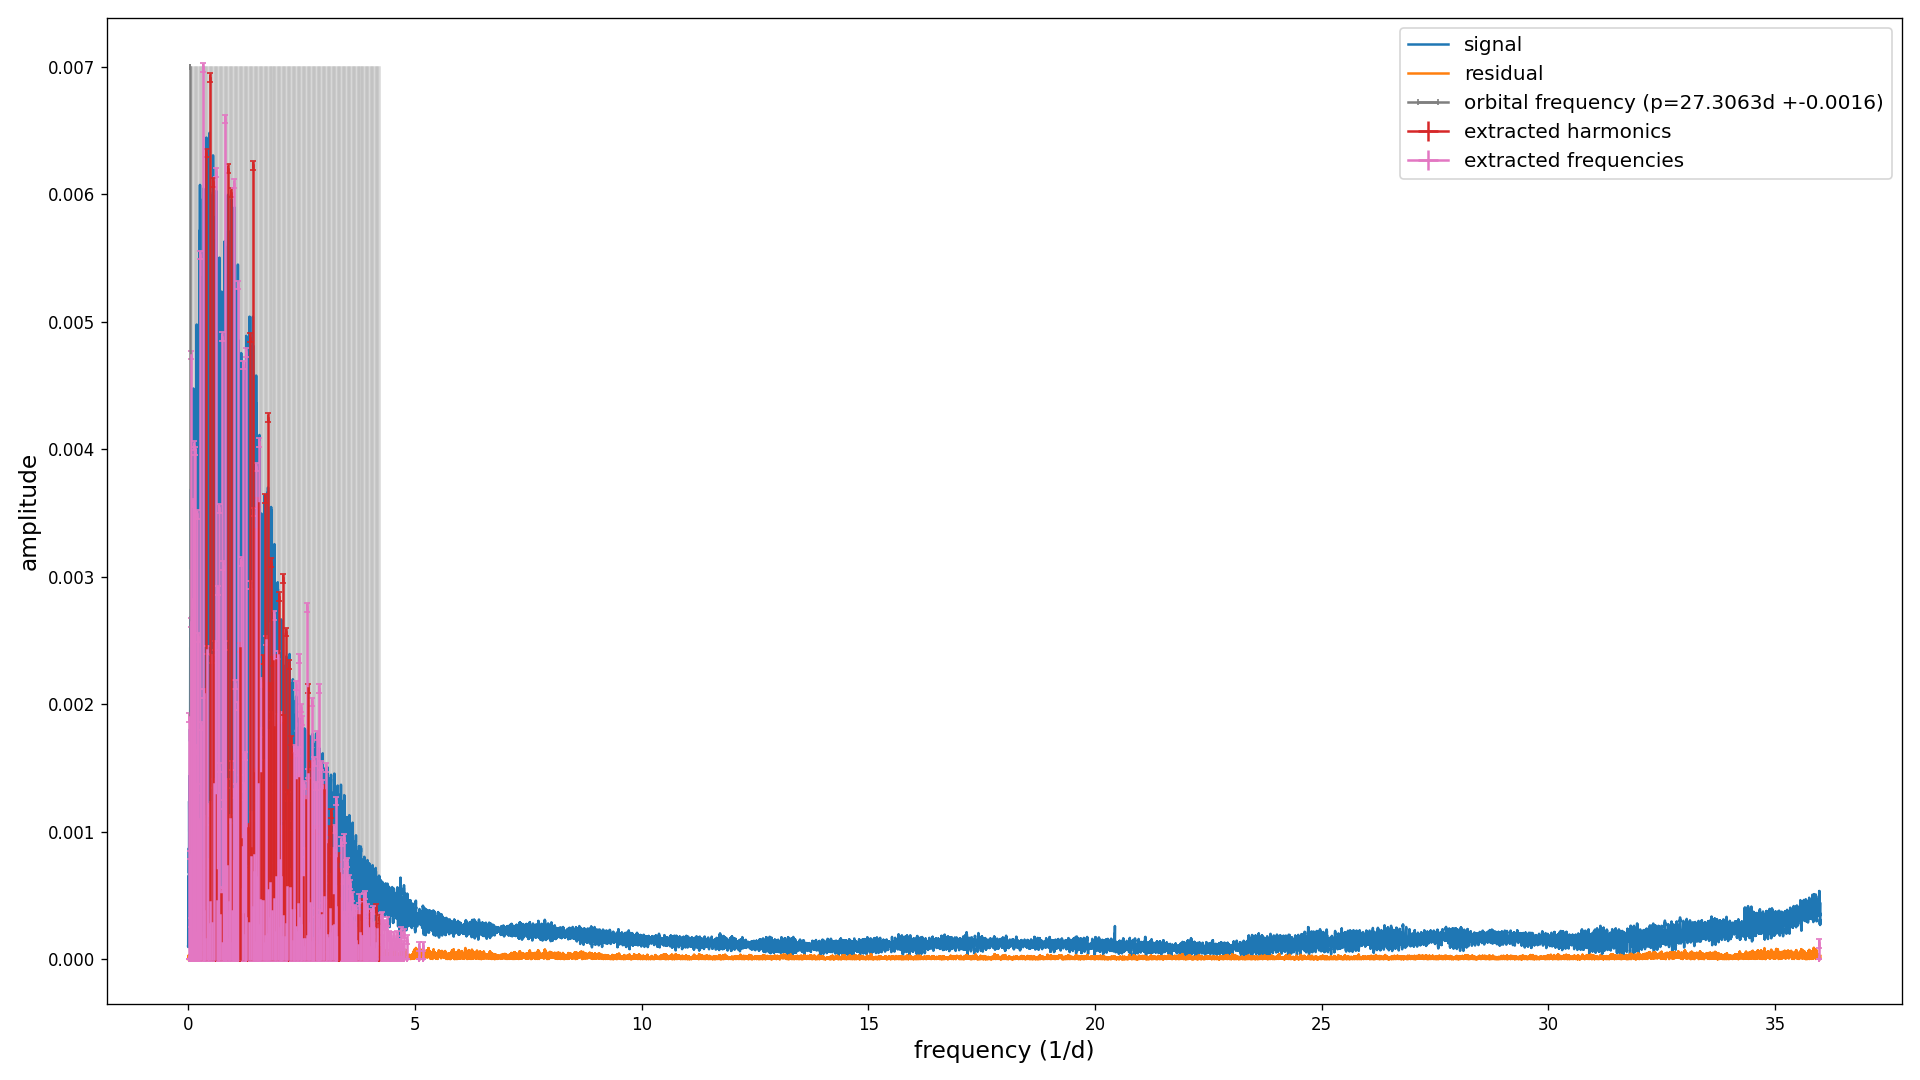 signal
residual
orbital frequency (p=27.3063d +-0.0016)
extracted harmonics
extracted frequencies
0.007
0.006
0.005
0.004
0.003
0.002
0.001
0.000
amplitude
0 5 10 15 20 25 30 35
frequency (1/d)